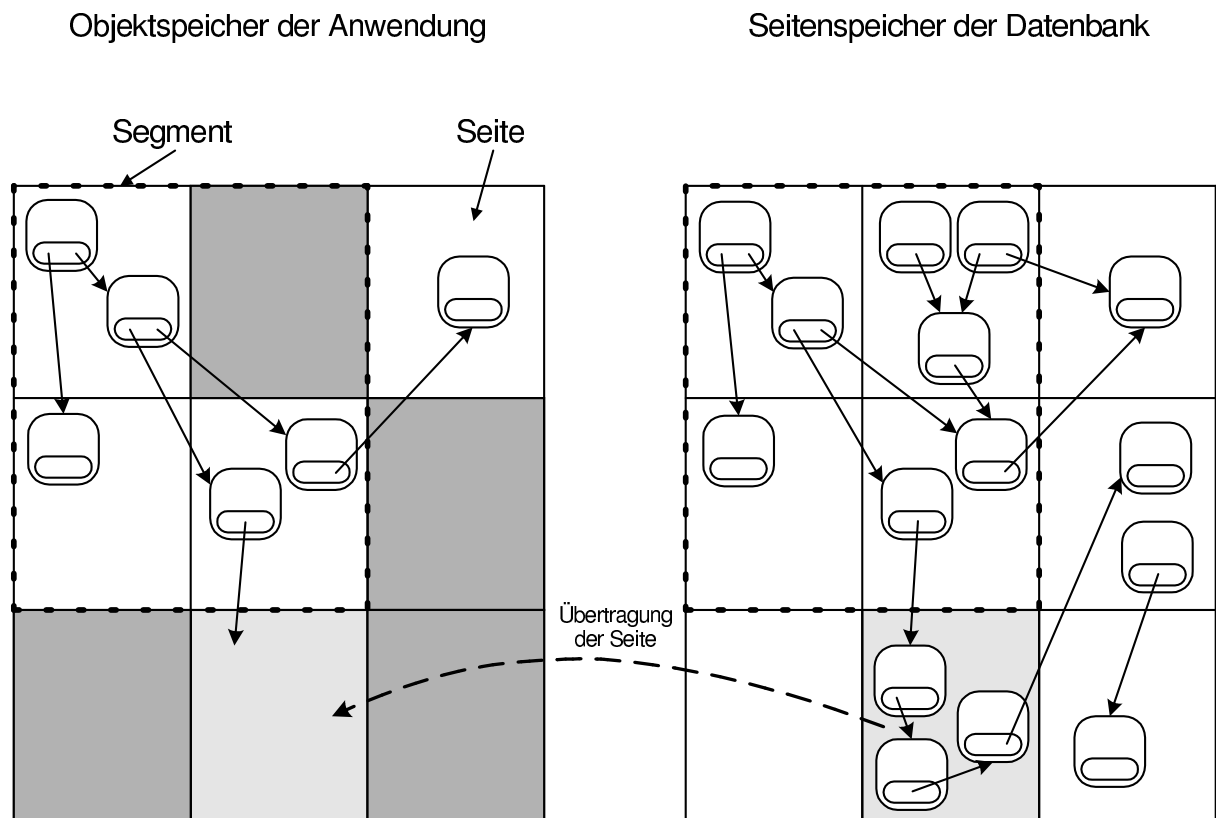 Objektspeicher der Anwendung
Seitenspeicher der Datenbank
Segment
Seite
Übertragung
der Seite